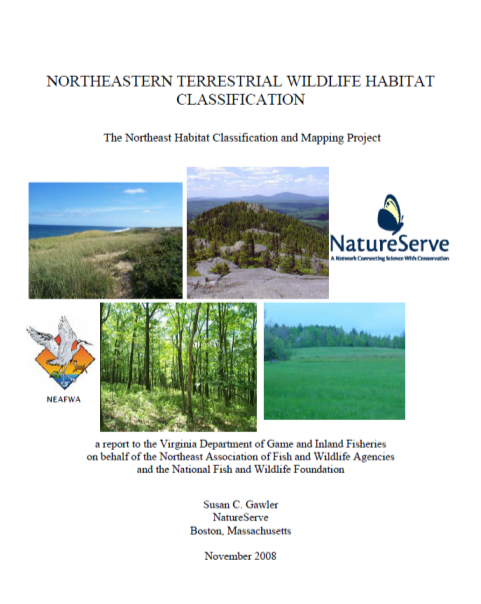 NORTHEASTERN TERRESTRIAL WILDLIFE HABITAT
CLASSIFICATION
The Northeast Habitat Classification and Mapping Project
NatureServe
A Network Connecting Science With Conservation
NEAFWA
a report to the Virginia Department of Game and Inland Fisheries
on behalf of the Northeast Association of Fish and Wildlife Agencies
and the National Fish and Wildlife Foundation
Susan C. Gawler
NatureServe
Boston, Massachusetts
November 2008